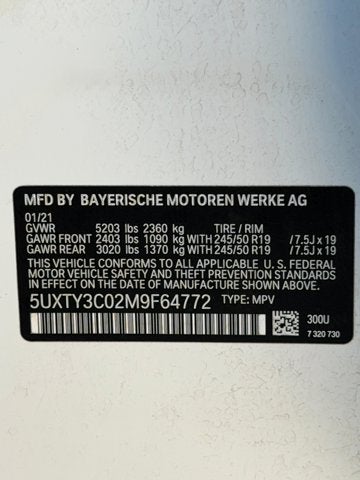 MFD BY BAYERISCHE MOTOREN WERKE AG
01/21
GVWR 5203 lbs 2360 kg TIRE / RIM
GAWR FRONT 2403 lbs 1090 kg WITH 245/50 R19 /7.5J x 19
GAWR REAR 3020 lbs 1370 kg WITH 245/50 R19 /7.5J x 19
THIS VEHICLE CONFORMS TO ALL APPLICABLE U.S. FEDERAL
MOTOR VEHICLE SAFETY, BUMPER, AND THEFT PREVENTION STANDARDS
IN EFFECT ON THE DATE OF MANUFACTURE SHOWN ABOVE.
5UXTY3C02M9F64772 TYPE: MPV
300U
7 320 730